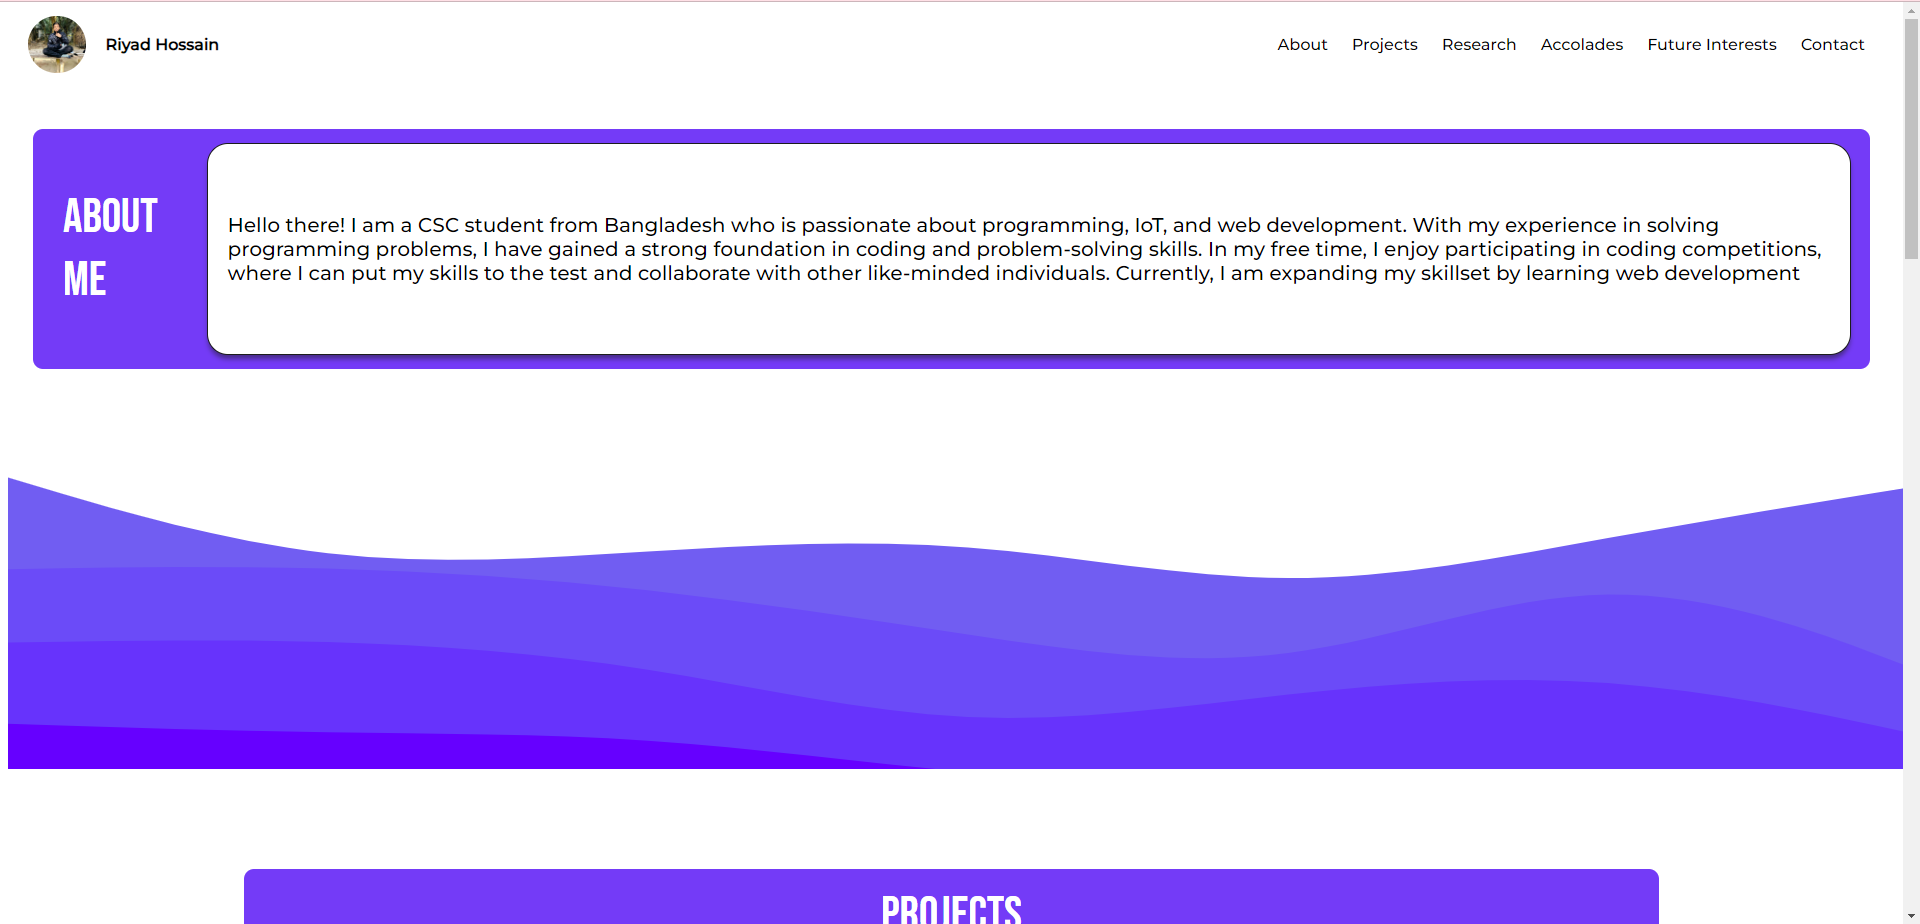 Riyad Hossain
About Projects Research Accolades Future Interests Contact
ABOUT
ME
Hello there! I am a CSC student from Bangladesh who is passionate about programming, IoT, and web development. With my experience in solving
programming problems, I have gained a strong foundation in coding and problem-solving skills. In my free time, I enjoy participating in coding competitions,
where I can put my skills to the test and collaborate with other like-minded individuals. Currently, I am expanding my skillset by learning web development
PROJECTS